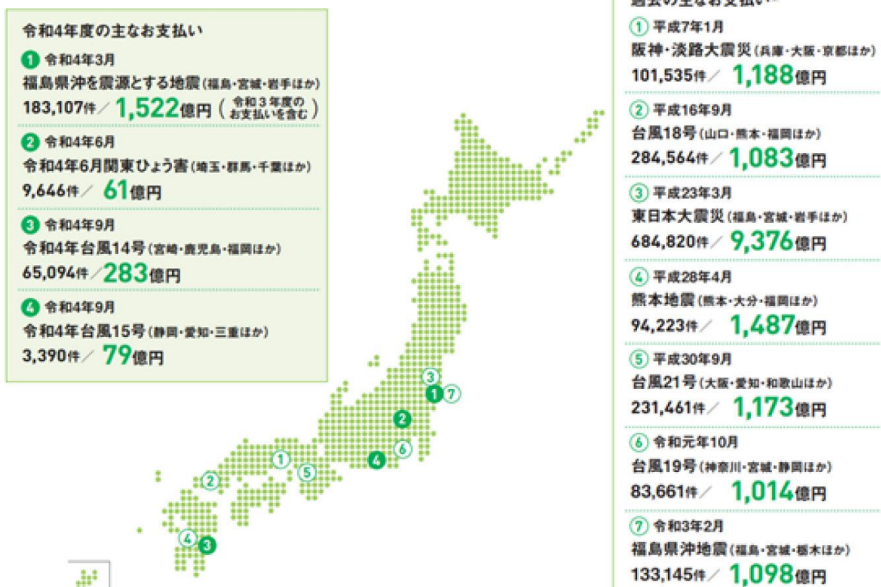 令和4年度の主なお支払い
1 令和4年3月
福島県沖を震源とする地震(福島・宮城・岩手ほか)
183,107件/1,522億円(令和3年度のお支払いを含む)
2 令和4年6月
令和4年6月関東ひょう害(埼玉・群馬・千葉ほか)
9,646件/61億円
3 令和4年9月
令和4年台風14号(宮崎・鹿児島・福岡ほか)
65,094件/283億円
4 令和4年9月
令和4年台風15号(静岡・愛知・三重ほか)
3,390件/79億円
3
1 7
2
6
4
1
5
2
4
3
過去の主なお支払い
1 平成7年1月
阪神・淡路大震災(兵庫・大阪・京都ほか)
101,535件/1,188億円
2 平成16年9月
台風18号(山口・熊本・福岡ほか)
284,564件/1,083億円
3 平成23年3月
東日本大震災(福島・宮城・岩手ほか)
684,820件/9,376億円
4 平成28年4月
熊本地震(熊本・大分・福岡ほか)
94,223件/1,487億円
5 平成30年9月
台風21号(大阪・愛知・和歌山ほか)
231,461件/1,173億円
6 令和元年10月
台風19号(神奈川・宮城・静岡ほか)
83,661件/1,014億円
7 令和3年2月
福島県沖地震(福島・宮城・栃木ほか)
133,145件/1,098億円